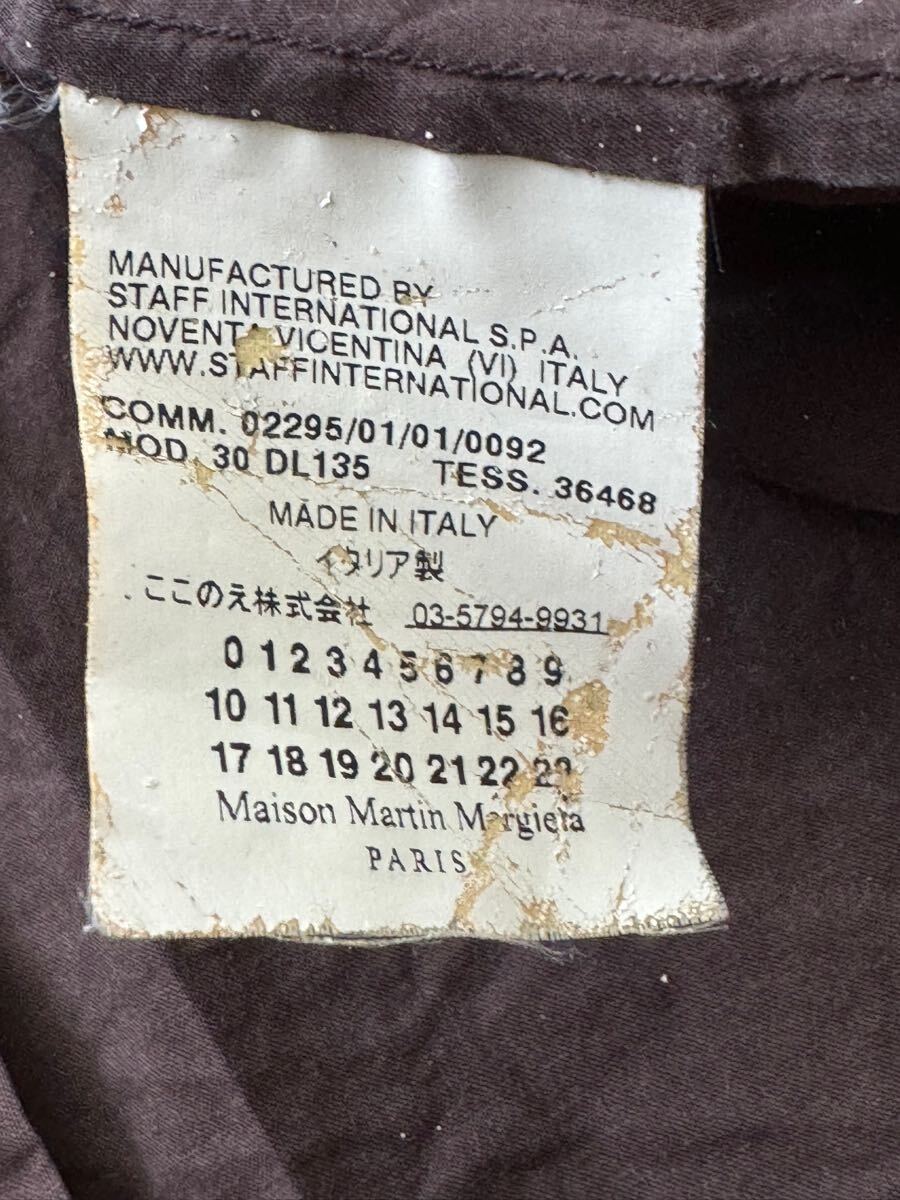 MANUFACTURED BY
STAFF INTERNATIONAL S.P.A.
NOVENTA VICENTINA (VI) ITALY
WWW.STAFFINTERNATIONAL.COM
COMM. 02295/01/01/0092
MOD. 30 DL135 TESS. 36468
MADE IN ITALY
イタリア製
ここのえ株式会社 03-5794-9931
0 1 2 3 4 5 6 7 8 9
10 11 12 13 14 15 16
17 18 19 20 21 22 23
Maison Martin Margiela
PARIS